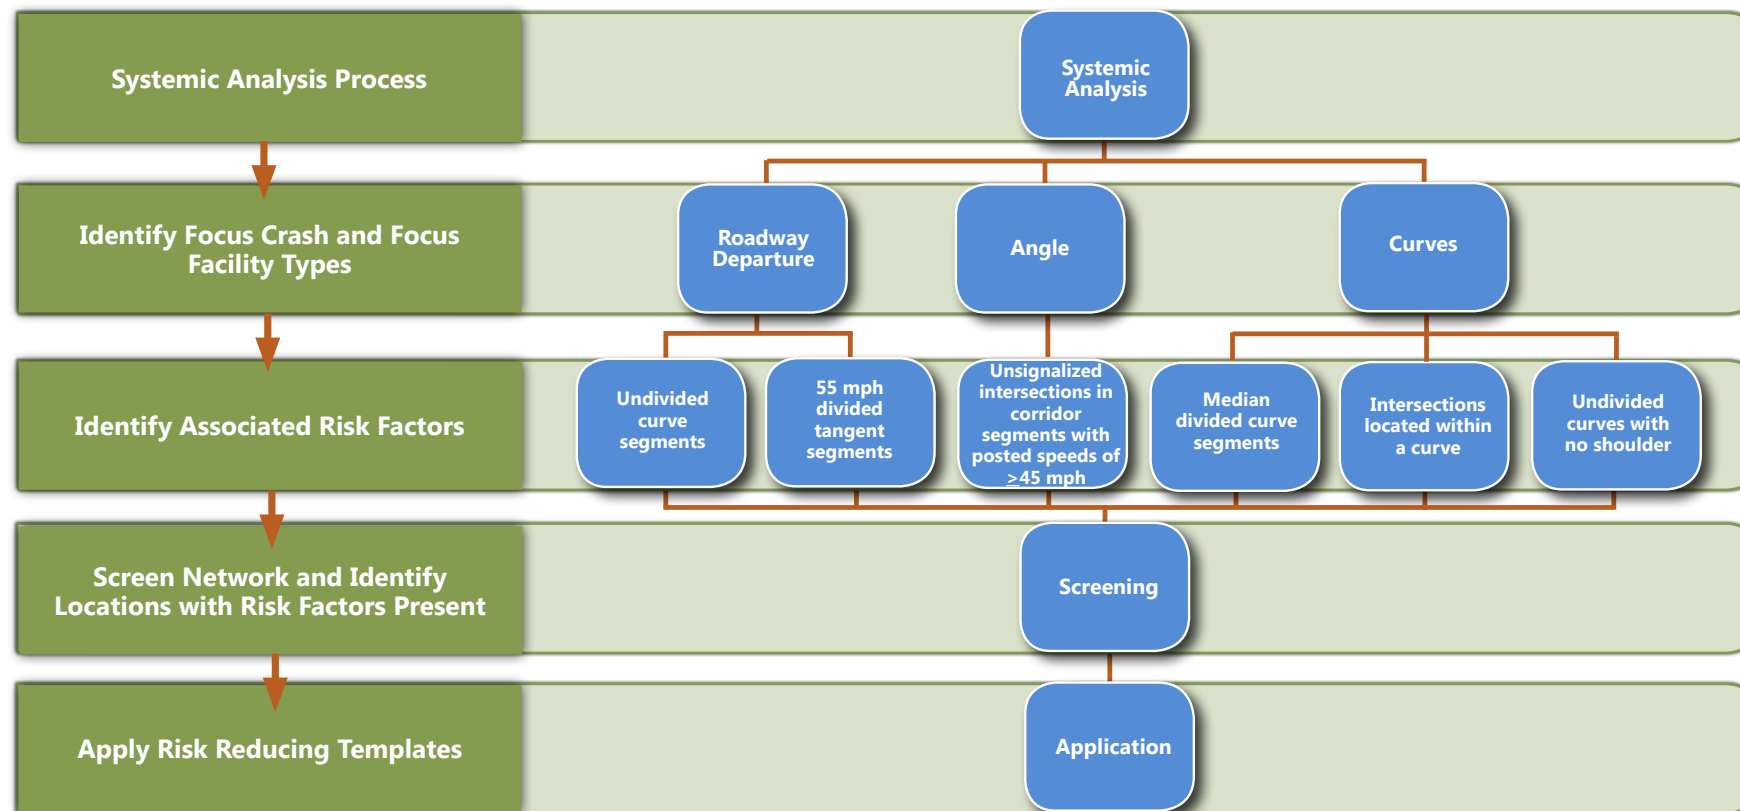 Systemic Analysis Process
Systemic
Analysis
Identify Focus Crash and Focus
Facility Types
Roadway
Departure
Angle
Curves
Identify Associated Risk Factors
Undivided
curve
segments
55 mph
divided
tangent
segments
Unsignalized
intersections in
corridor
segments with
posted speeds of
≥45 mph
Median
divided curve
segments
Intersections
located within
a curve
Undivided
curves with
no shoulder
Screen Network and Identify
Locations with Risk Factors Present
Screening
Apply Risk Reducing Templates
Application